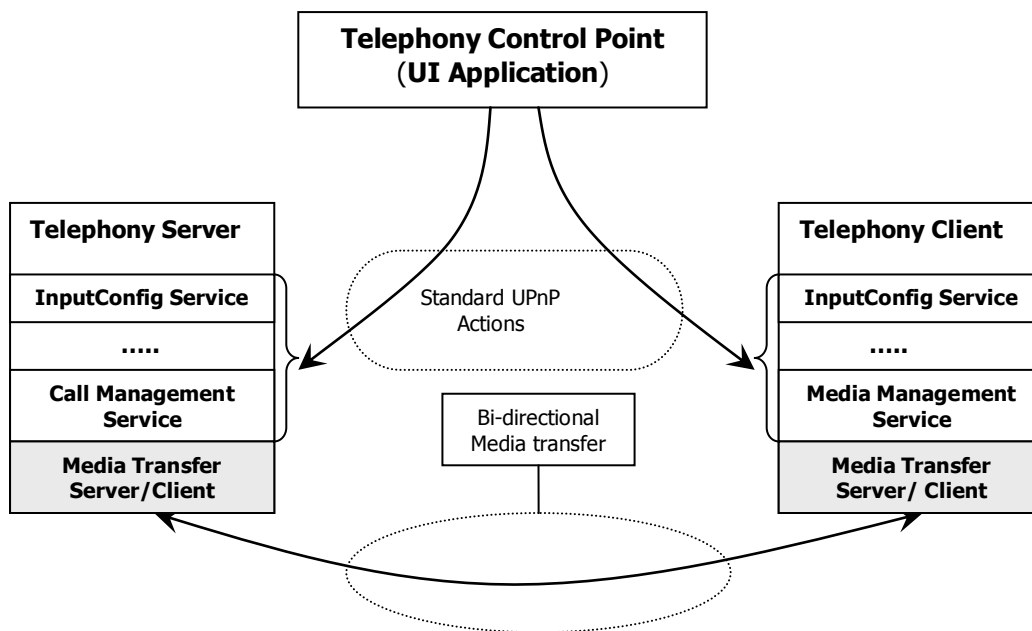 Telephony Control Point
(UI Application)
Telephony Server
InputConfig Service
.....
Call Management
Service
Media Transfer
Server/Client
Standard UPnP
Actions
Bi-directional
Media transfer
Telephony Client
InputConfig Service
.....
Media Management
Service
Media Transfer
Server/ Client